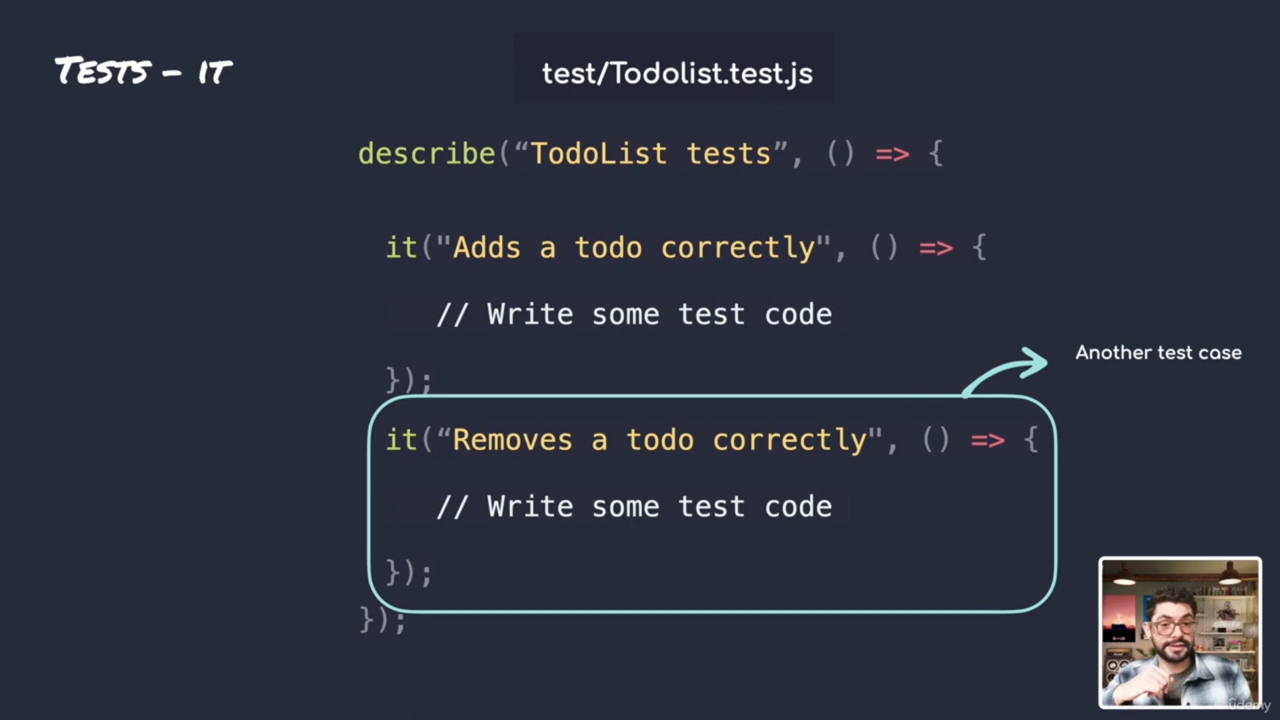 TESTS - IT
test/Todolist.test.js
describe(“TodoList tests”, () => {
it("Adds a todo correctly", () => {
// Write some test code
});
Another test case
it(“Removes a todo correctly", () => {
// Write some test code
});
});
ûdemy